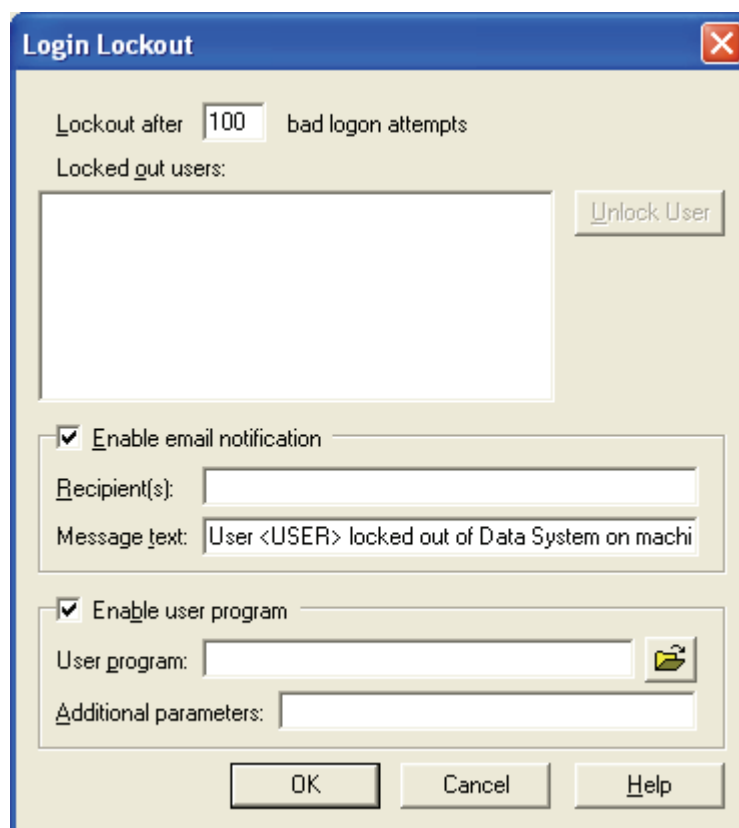 Login Lockout
Lockout after 100 bad logon attempts
Locked out users:
Unlock User
Enable email notification
Recipient(s):
Message text: User <USER> locked out of Data System on machi
Enable user program
User program:
Additional parameters:
OK Cancel Help